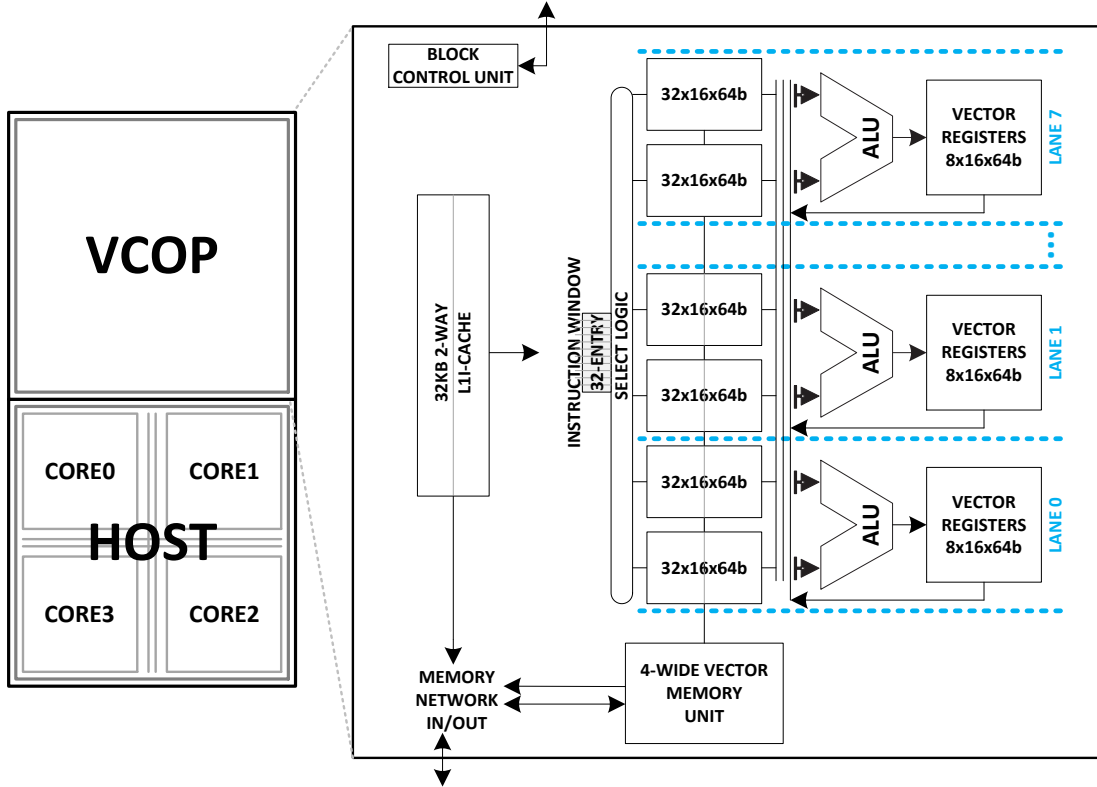 VCOP
CORE0
CORE1
HOST
CORE3
CORE2
BLOCK
CONTROL UNIT
32KB 2-WAY
L1I-CACHE
INSTRUCTION WINDOW
32-ENTRY
SELECT LOGIC
32x16x64b
32x16x64b
ALU
VECTOR
REGISTERS
8x16x64b
LANE 7
32x16x64b
32x16x64b
ALU
VECTOR
REGISTERS
8x16x64b
LANE 1
32x16x64b
32x16x64b
ALU
VECTOR
REGISTERS
8x16x64b
LANE 0
MEMORY
NETWORK
IN/OUT
4-WIDE VECTOR
MEMORY
UNIT